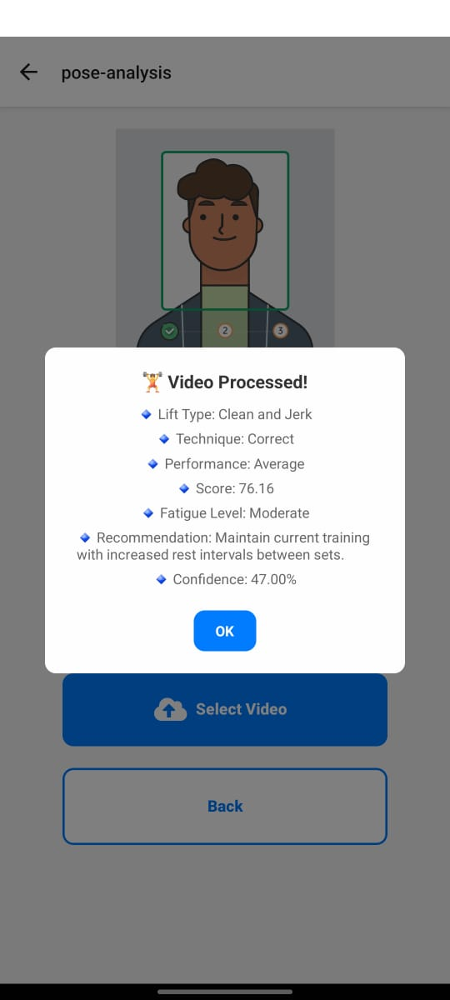 pose-analysis
2 3
🏋️ Video Processed!
🔹 Lift Type: Clean and Jerk
🔹 Technique: Correct
🔹 Performance: Average
🔹 Score: 76.16
🔹 Fatigue Level: Moderate
🔹 Recommendation: Maintain current training
with increased rest intervals between sets.
🔹 Confidence: 47.00%
OK
Select Video
Back